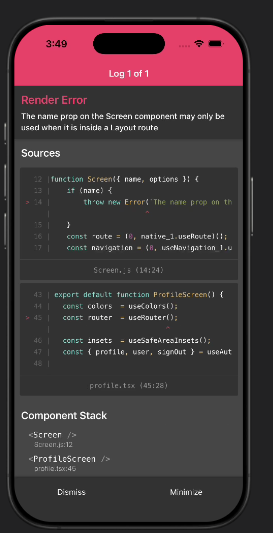 3:49
Log 1 of 1
Render Error
The name prop on the Screen component may only be
used when it is inside a Layout route
Sources
12 | function Screen({ name, options }) {
13 |     if (name) {
> 14 |         throw new Error(`The name prop on th
   |               ^
15 |     }
16 |     const route = (0, native_1.useRoute)();
17 |     const navigation = (0, useNavigation_1.u
Screen.js (14:24)
43 | export default function ProfileScreen() {
44 |   const colors  = useColors();
> 45 |   const router  = useRouter();
   |                   ^
46 |   const insets  = useSafeAreaInsets();
47 |   const { profile, user, signOut } = useAut
48 |
profile.tsx (45:28)
Component Stack
<Screen />
Screen.js:12
<ProfileScreen />
profile.tsx:45
Dismiss
Minimize